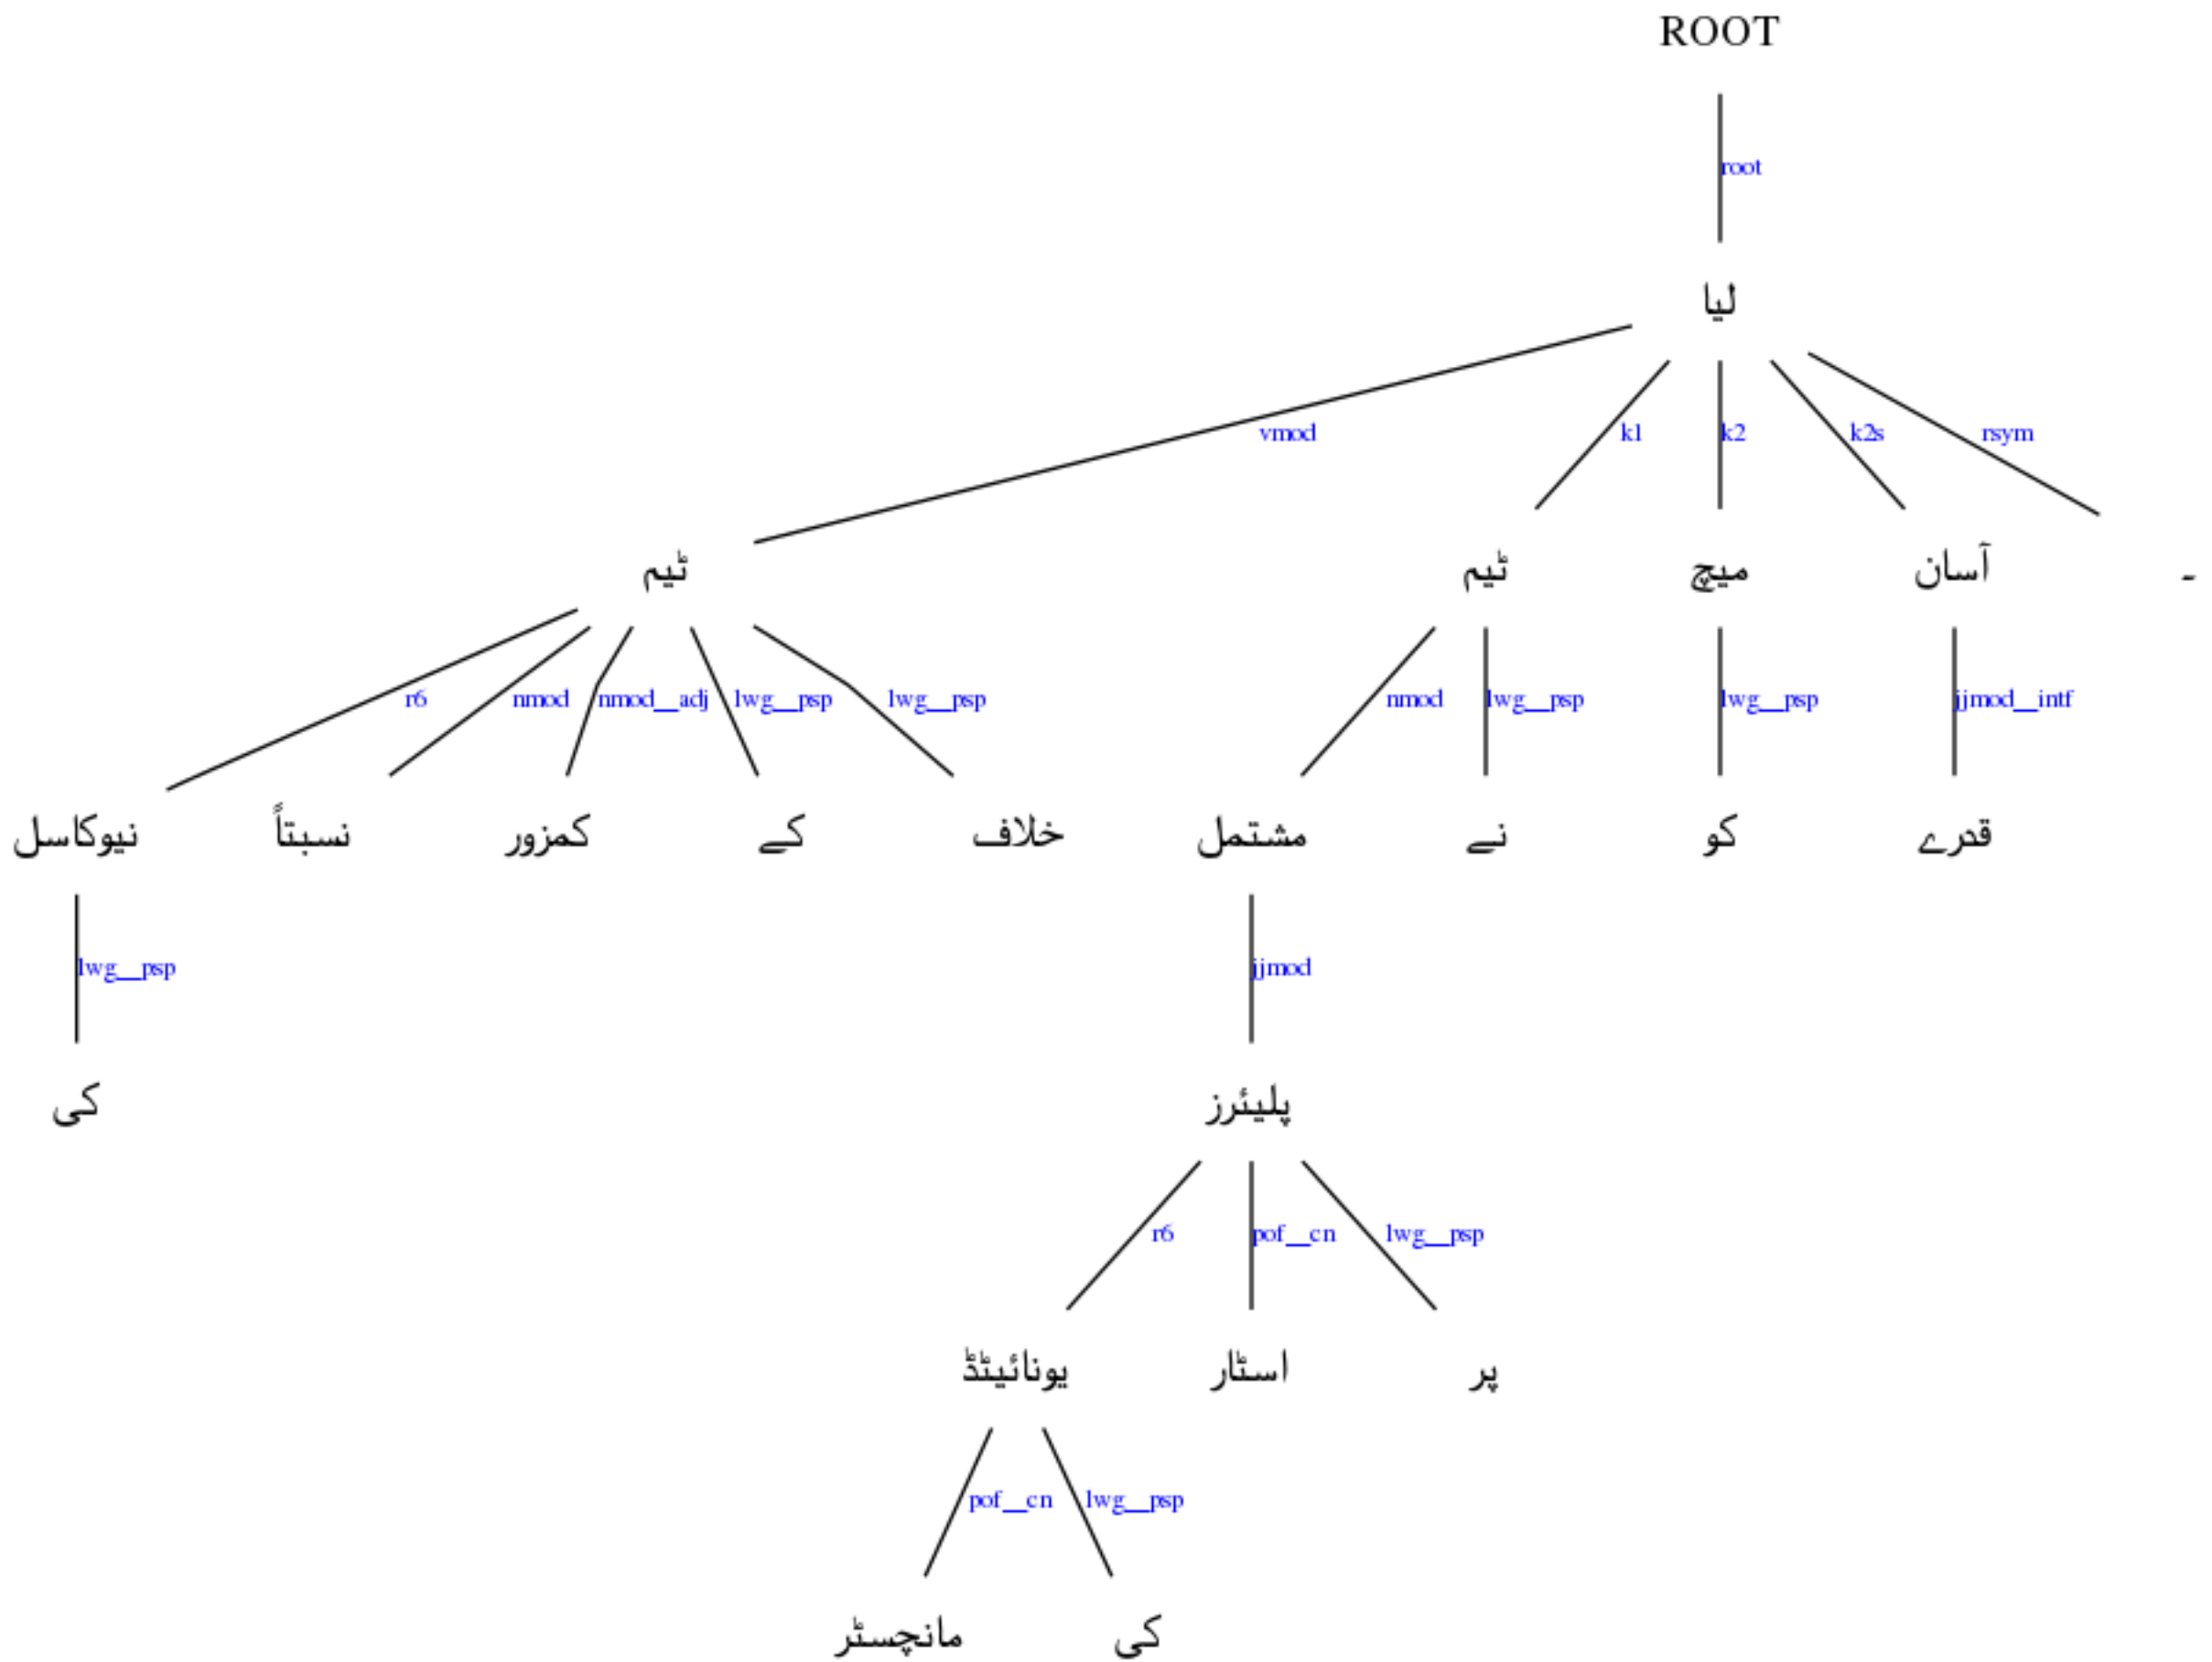 ROOT
root
لیا
vmod k1 k2 k2s rsym
ٹیم ٹیم میچ آسان ۔
r6 nmod nmod__adj lwg__psp lwg__psp nmod lwg__psp lwg__psp jjmod__intf
نیوکاسل نسبتاً کمزور کے خلاف مشتمل نے کو قدرے
lwg__psp jjmod
کی پلیئرز
r6 pof__cn lwg__psp
یونائیٹڈ اسٹار پر
pof__cn lwg__psp
مانچسٹر کی